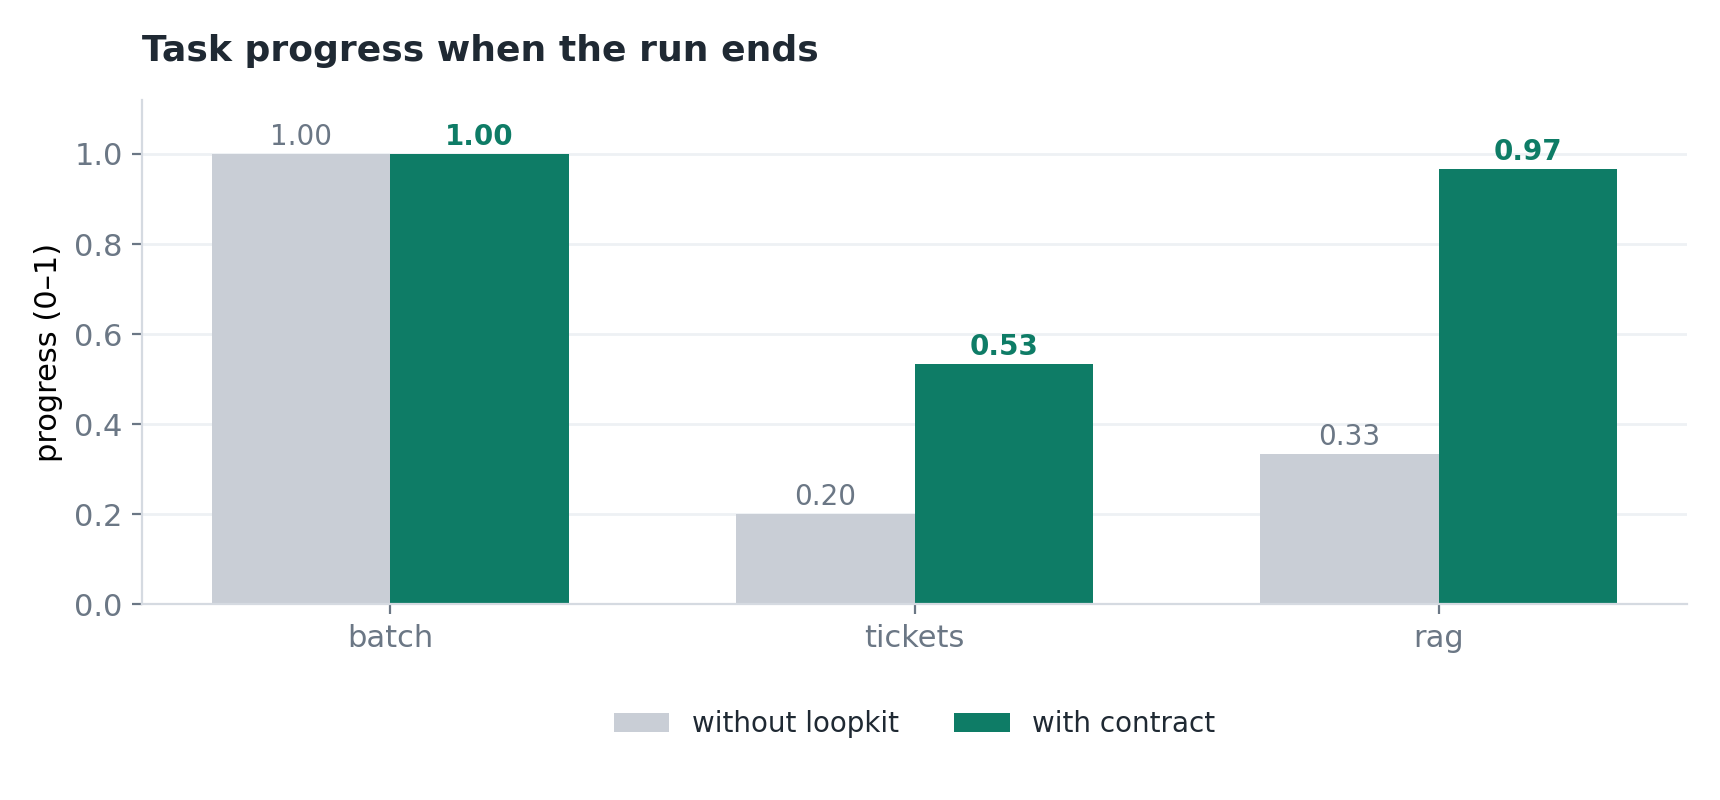 Task progress when the run ends
1.00
1.00
0.97
0.53
0.33
0.20
progress (0–1)
1.0
0.8
0.6
0.4
0.2
0.0
batch
tickets
rag
without loopkit
with contract